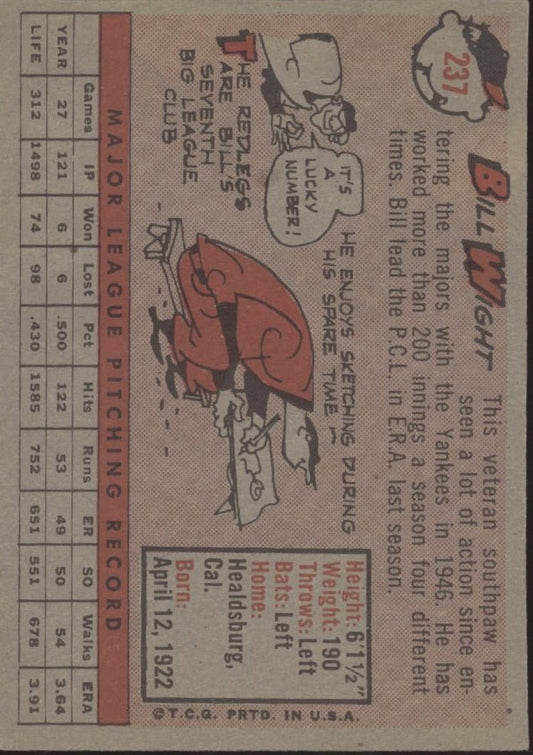 237
BILL WIGHT
This veteran southpaw has
seen a lot of action since en-
tering the majors with the Yankees in 1946. He has
worked more than 200 innings a season four different
times. Bill lead the P.C.L. in E.R.A. last season.
IT'S
A
LUCKY
NUMBER!
THE REDLEGS
ARE BILL'S
SEVENTH
BIG LEAGUE
CLUB
HE ENJOYS SKETCHING DURING
HIS SPARE TIME
Height: 6'1½"
Weight: 190
Throws: Left
Bats: Left
Home:
Healdsburg,
Cal.
Born:
April 12, 1922
©T.C.G. PRTD. IN U.S.A.
MAJOR LEAGUE PITCHING RECORD
Games IP Won Lost Pct Hits Runs ER SO Walks ERA
YEAR 27 121 6 6 .500 122 53 49 50 54 3.64
LIFE 312 1498 74 98 .430 1585 752 651 551 678 3.91